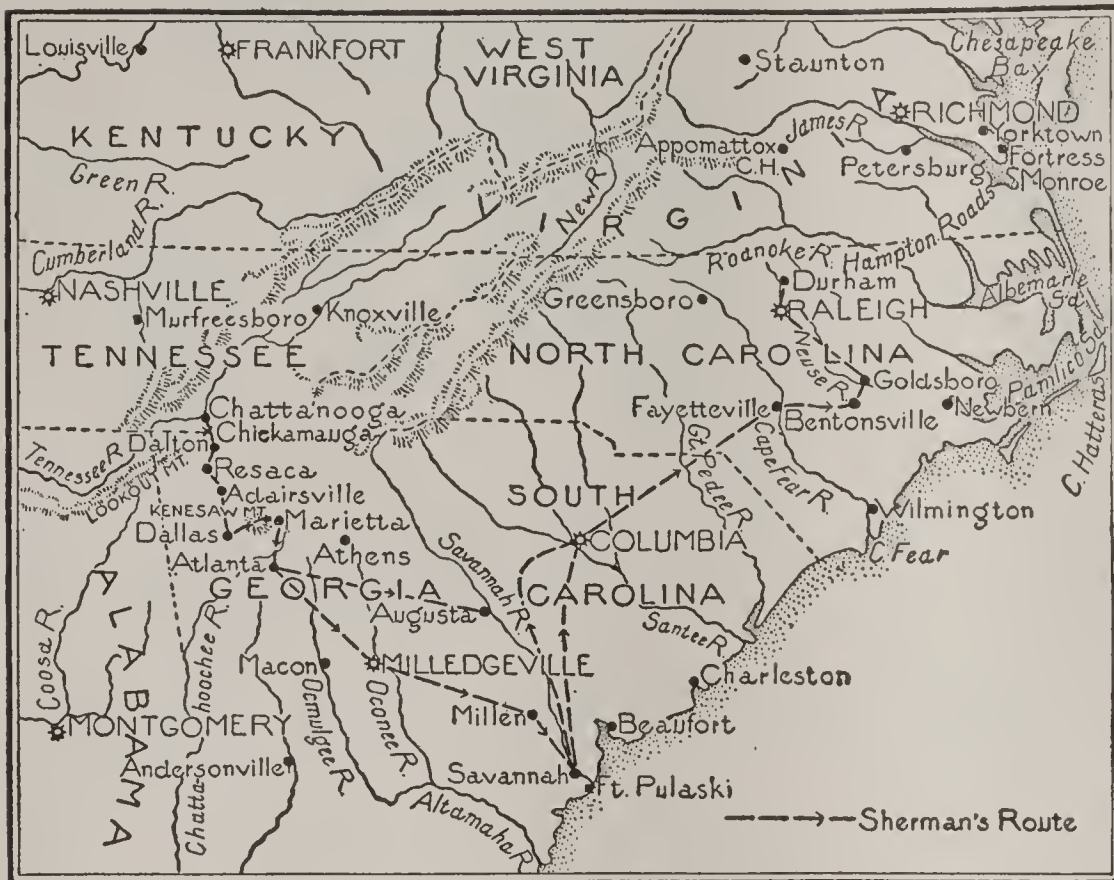 Louisville
FRANKFORT
WEST
VIRGINIA
Staunton
Chesapeake
Bay
KENTUCKY
Green R.
Appomattox
C.H.
James R.
RICHMOND
Yorktown
Fortress
Monroe
Petersburg
VIRGINIA
New R.
Cumberland R.
Roanoke R.
Hampton Roads
NASHVILLE
Murfreesboro
Knoxville
Greensboro
Durham
RALEIGH
Albemarle
Sd.
TENNESSEE
NORTH CAROLINA
Neuse R.
Goldsboro
Pamlico Sd.
Chattanooga
Chickamauga
Dalton
Fayetteville
Bentonsville
Newbern
C. Hatteras
Tennessee R.
LOOKOUT MT.
Resaca
Adairsville
Gt. Pedee R.
Cape Fear R.
KENESAW MT.
Marietta
Dallas
SOUTH
CAROLINA
Wilmington
C. Fear
Atlanta
Athens
Savannah R.
COLUMBIA
GEORGIA
Augusta
Santee R.
ALABAMA
Coosa R.
Chatta-
hoochee R.
Macon
Ocmulgee R.
MILLEDGEVILLE
Oconee R.
Charleston
MONTGOMERY
Millen
Beaufort
Andersonville
Savannah
Ft. Pulaski
Altamaha R.
Sherman's Route